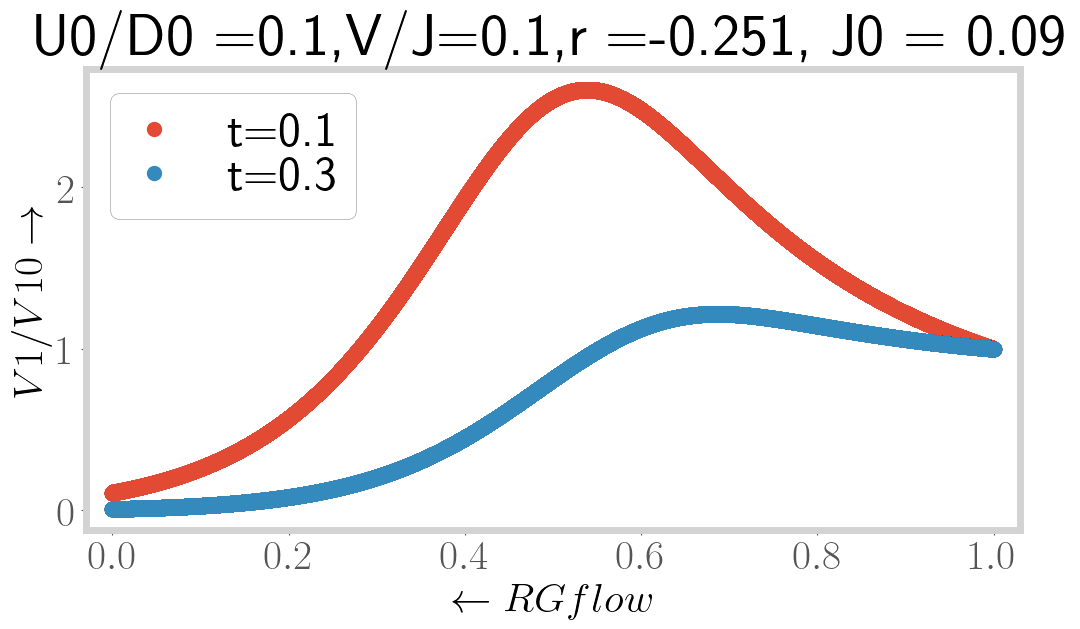 U0/D0 =0.1,V/J=0.1,r =-0.251, J0 = 0.09
t=0.1
t=0.3
V1/V10 →
2
1
0
0.0 0.2 0.4 0.6 0.8 1.0
← RGflow